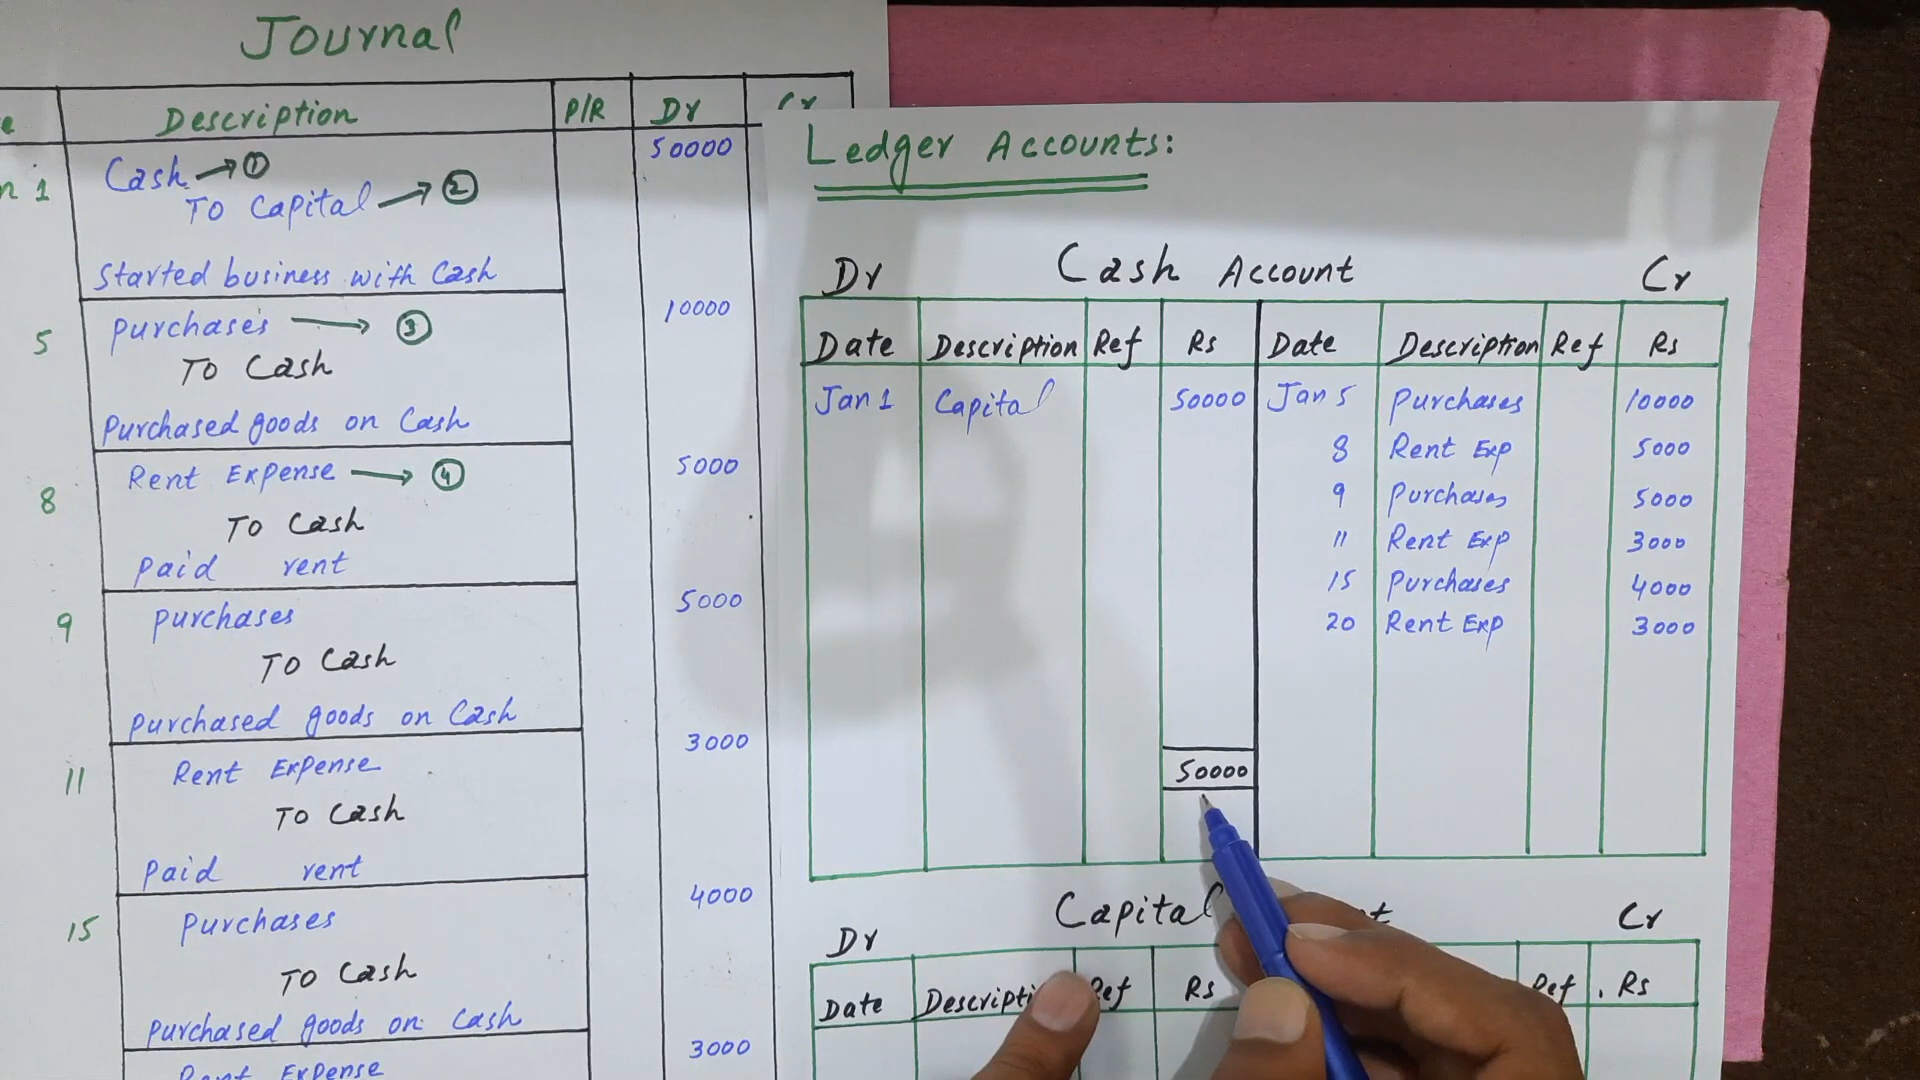 Journal
e Description P/R Dr Cr
n 1 Cash → ① 50000
To Capital → ②
Started business with Cash
5 Purchases → ③ 10000
To Cash
Purchased goods on Cash
8 Rent Expense → ④ 5000
To Cash
Paid rent
9 Purchases 5000
To Cash
Purchased goods on Cash
11 Rent Expense 3000
To Cash
Paid rent
15 Purchases 4000
To Cash
Purchased goods on Cash
Rent Expense 3000
Ledger Accounts:
Dr Cash Account Cr
Date Description Ref Rs Date Description Ref Rs
Jan 1 Capital 50000 Jan 5 Purchases 10000
8 Rent Exp 5000
9 Purchases 5000
11 Rent Exp 3000
15 Purchases 4000
20 Rent Exp 3000
50000
Dr Capital Cr
Date Descripti Ref Rs Ref . Rs